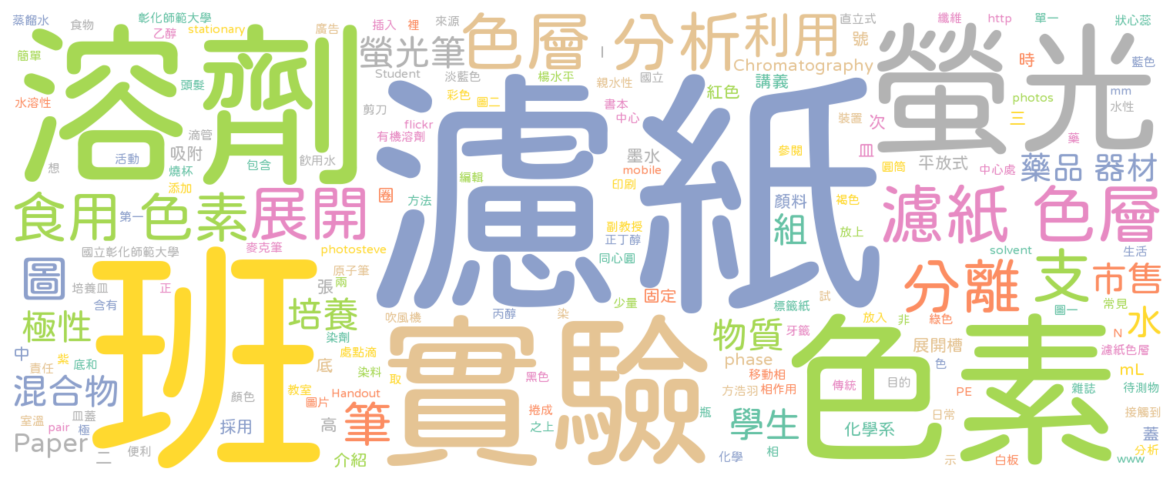 蒸餾水 食物 彰化師範大學 乙醇 stationary 廣告 插入 裡 來源 親水性 國立 直立式 號 纖維 http 單一 狀心蕊
簡單 溶劑 螢光筆 色層 分析 利用 Chromatography 螢光 時 藍色
水溶性 頭髮 Student 淡藍色 楊水平 紅色 講義 photos mm 水性
滴管 剪刀 彩色 圖二 書本 中心 裝置 次 三
想 活動 吸附 包含 飲用水 flickr 有機溶劑 墨水 參閱 皿 平放式 圓筒 中心處 藥 藥品 器材
燒杯 添加 編輯 mobile 印刷 顏料 褐色
食用 色素 第一 展開 圈 方法 濾紙 副教授 正丁醇 組 放上 濾紙 色層
國立彰化師範大學 麥克筆 photosteve 同心圓 solvent 生活
圖 培養皿 含有 正 原子筆 兩 張 固定 分離 支 市售
班 培養 吹風機 丙醇 染 少量 標籤紙 試 常見 圖一
極性 染劑 物質 牙籤 放入 非 綠色 水
中 紫 底和 責任 處點滴 底 染料 實驗 phase 展開槽 N 濾紙色層
混合物 教室 取 黑色 移動相 相作用 方浩羽 色素 傳統 目的 色 PE 雜誌 mL 待測物
室溫 皿蓋 顏色 圖片 Handout 捲成 瓶 日常 接觸到
pair 極 採用 高 筆 之上 學生 化學系 蓋
Paper 二 便利 介紹 化學 相 示 白板 www 分析